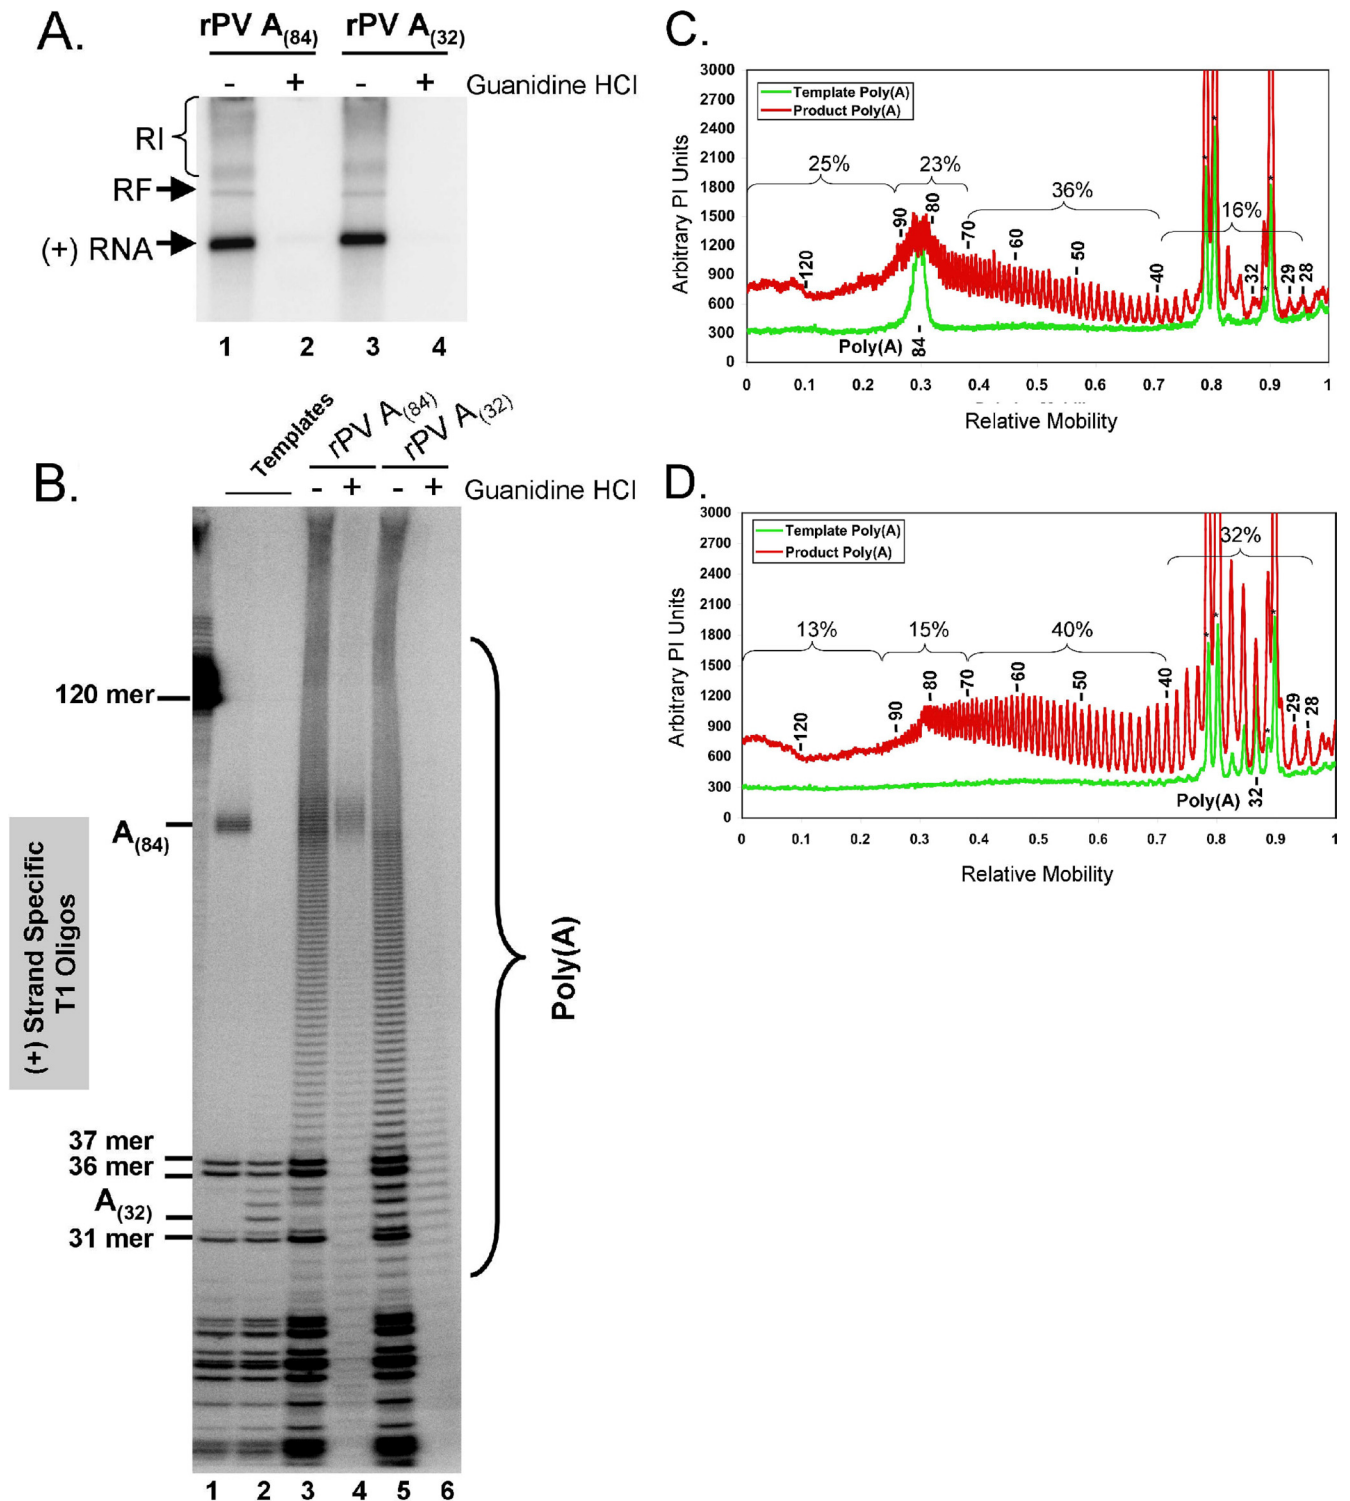 A.
rPV A(84) rPV A(32)
- + - + Guanidine HCl
RI
RF
(+) RNA
1 2 3 4
B.
Templates
rPV A(84)
rPV A(32)
- + - + Guanidine HCl
120 mer
A(84)
(+) Strand Specific
T1 Oligos
37 mer
36 mer
A(32)
31 mer
Poly(A)
1 2 3 4 5 6
C.
Arbitrary PI Units
3000
2700
2400
2100
1800
1500
1200
900
600
300
0
Template Poly(A)
Product Poly(A)
25% 23% 36% 16%
120 90 80 70 60 50 40 32 29 28
* * * *
Poly(A) 84
0 0.1 0.2 0.3 0.4 0.5 0.6 0.7 0.8 0.9 1
Relative Mobility
D.
Arbitrary PI Units
3000
2700
2400
2100
1800
1500
1200
900
600
300
0
Template Poly(A)
Product Poly(A)
13% 15% 40% 32%
120 90 80 70 60 50 40 29 28
* * * *
Poly(A) 32
0 0.1 0.2 0.3 0.4 0.5 0.6 0.7 0.8 0.9 1
Relative Mobility